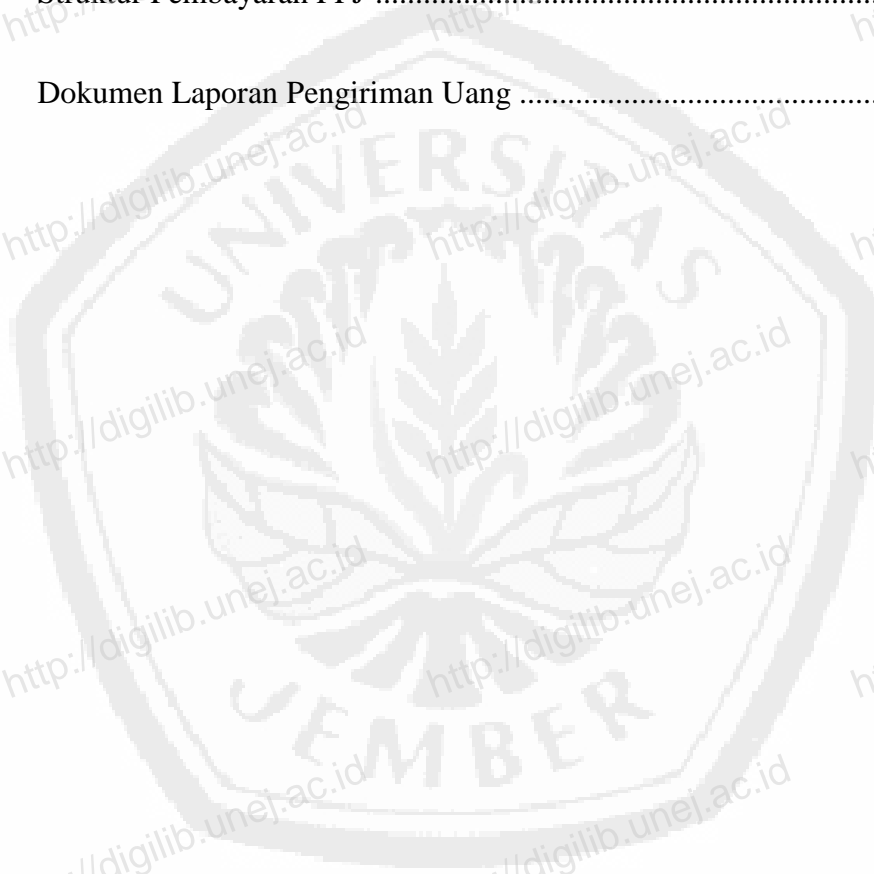 Struktur Pembayaran ........................................................
Dokumen Laporan Pengiriman Uang ......................................
http://digilib.unej.ac.id
http://digilib.unej.ac.id
UNIVERSITAS
http://digilib.unej.ac.id
http://digilib.unej.ac.id
http://digilib.unej.ac.id
http://digilib.unej.ac.id
JEMBER
//digilib.unej.ac.id
//digilib.unej.ac.id